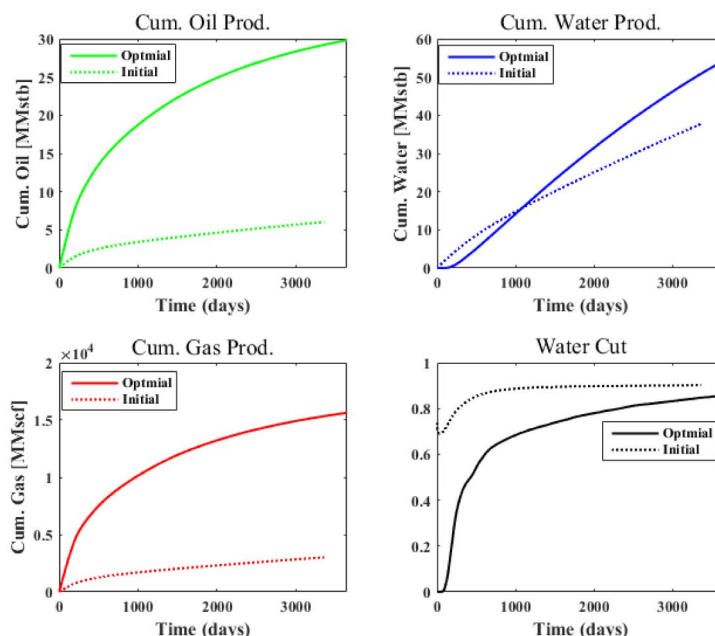 Cum. Oil Prod.
30
25
20
15
10
5
0
Cum. Oil [MMstb]
Optmial
Initial
0 1000 2000 3000
Time (days)
Cum. Water Prod.
60
50
40
30
20
10
0
Cum. Water [MMstb]
Optmial
Initial
0 1000 2000 3000
Time (days)
Cum. Gas Prod.
×10⁴
2
1.5
1
0.5
0
Cum. Gas [MMscf]
Optmial
Initial
0 1000 2000 3000
Time (days)
Water Cut
1
0.8
0.6
0.4
0.2
0
Optmial
Initial
0 1000 2000 3000
Time (days)